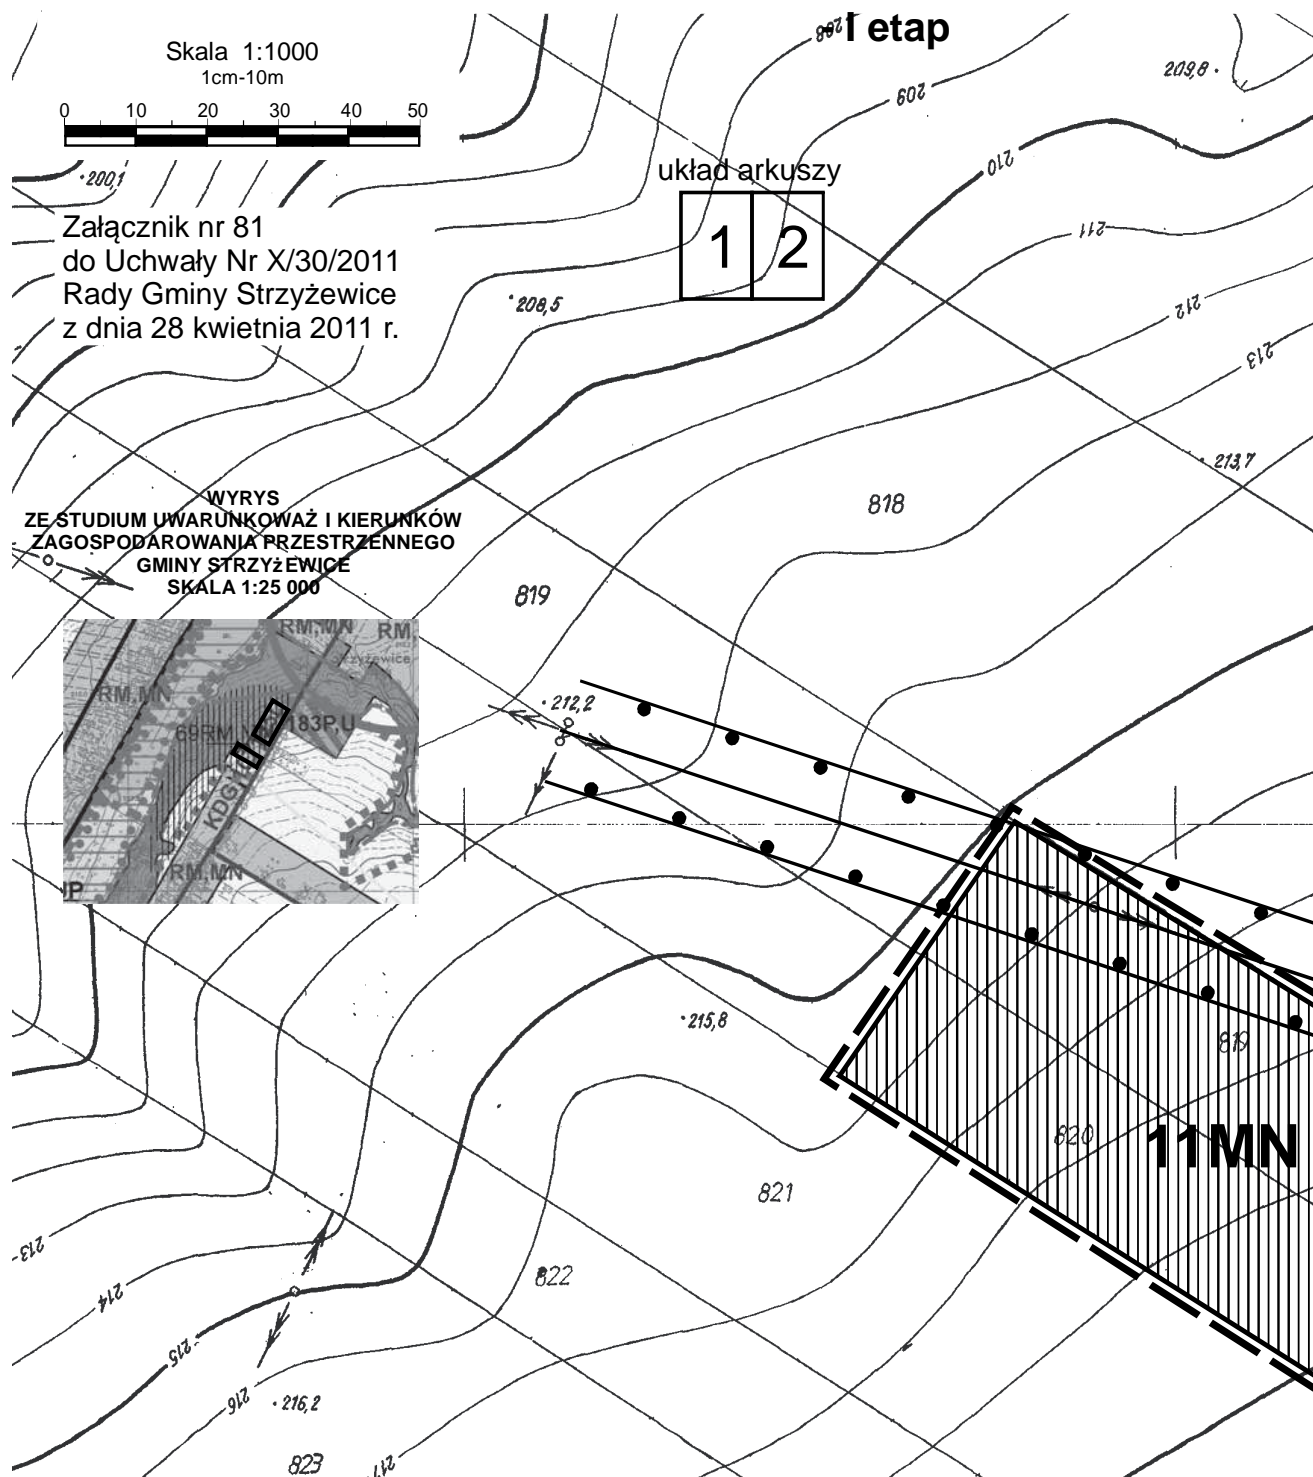 - I etap
Skala 1:1000
1cm-10m
0 10 20 30 40 50
208
209
209,8
210
200,1
układ arkuszy
1 2
Załącznik nr 81
do Uchwały Nr X/30/2011
Rady Gminy Strzyżewice
z dnia 28 kwietnia 2011 r.
211
208,5
212
213
213,7
WYRYS
ZE STUDIUM UWARUNKOWAŻ I KIERUNKÓW
ZAGOSPODAROWANIA PRZESTRZENNEGO
GMINY STRZYżEWICE
SKALA 1:25 000
818
819
RM,MN
RM,
Strzyżewice
RM,MN
183P,U
KDG
RM,MN
212,2
215,8
819
820
11MN
821
822
213
214
215
216
216,2
217
823